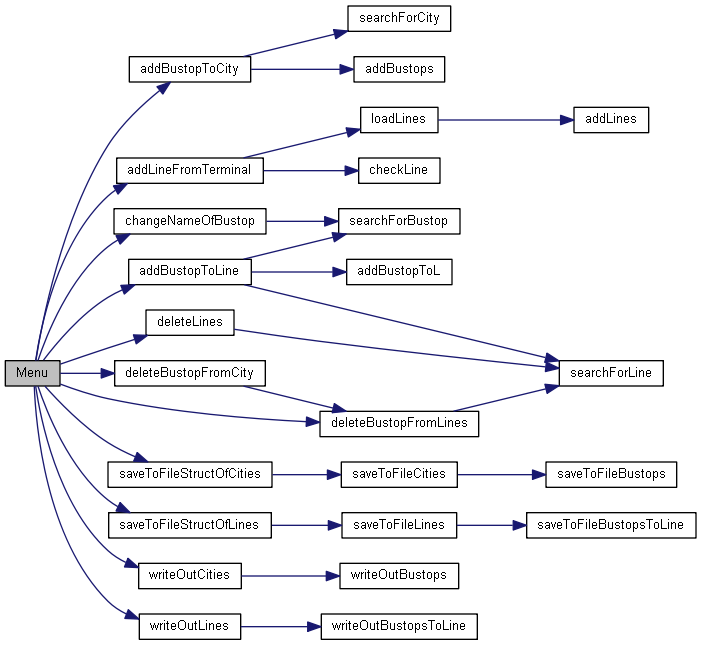 searchForCity
addBustopToCity
addBustops
loadLines
addLines
addLineFromTerminal
checkLine
changeNameOfBustop
searchForBustop
addBustopToLine
addBustopToL
deleteLines
Menu
deleteBustopFromCity
searchForLine
deleteBustopFromLines
saveToFileStructOfCities
saveToFileCities
saveToFileBustops
saveToFileStructOfLines
saveToFileLines
saveToFileBustopsToLine
writeOutCities
writeOutBustops
writeOutLines
writeOutBustopsToLine